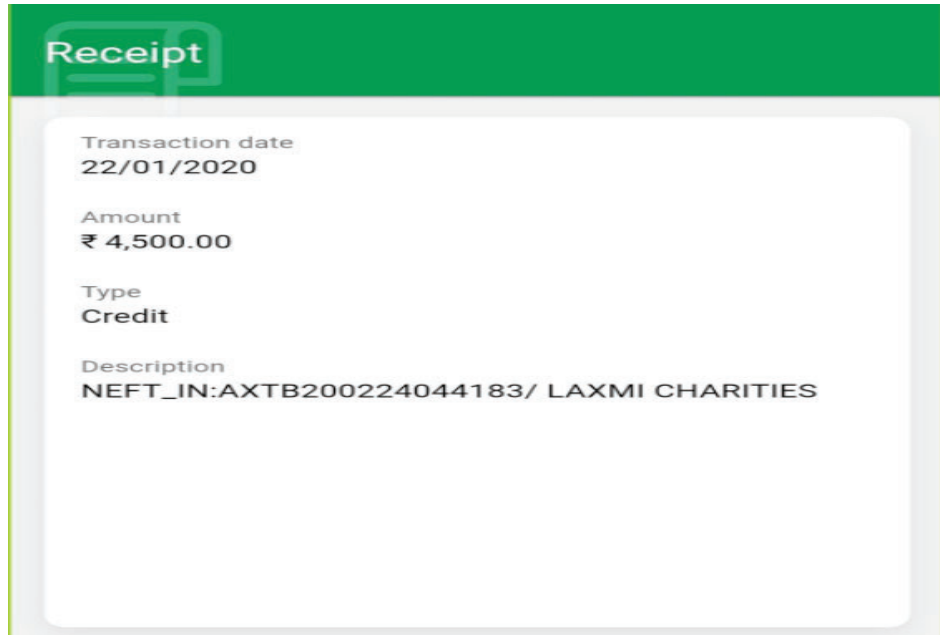 Receipt
Transaction date
22/01/2020
Amount
₹ 4,500.00
Type
Credit
Description
NEFT_IN:AXTB200224044183/ LAXMI CHARITIES